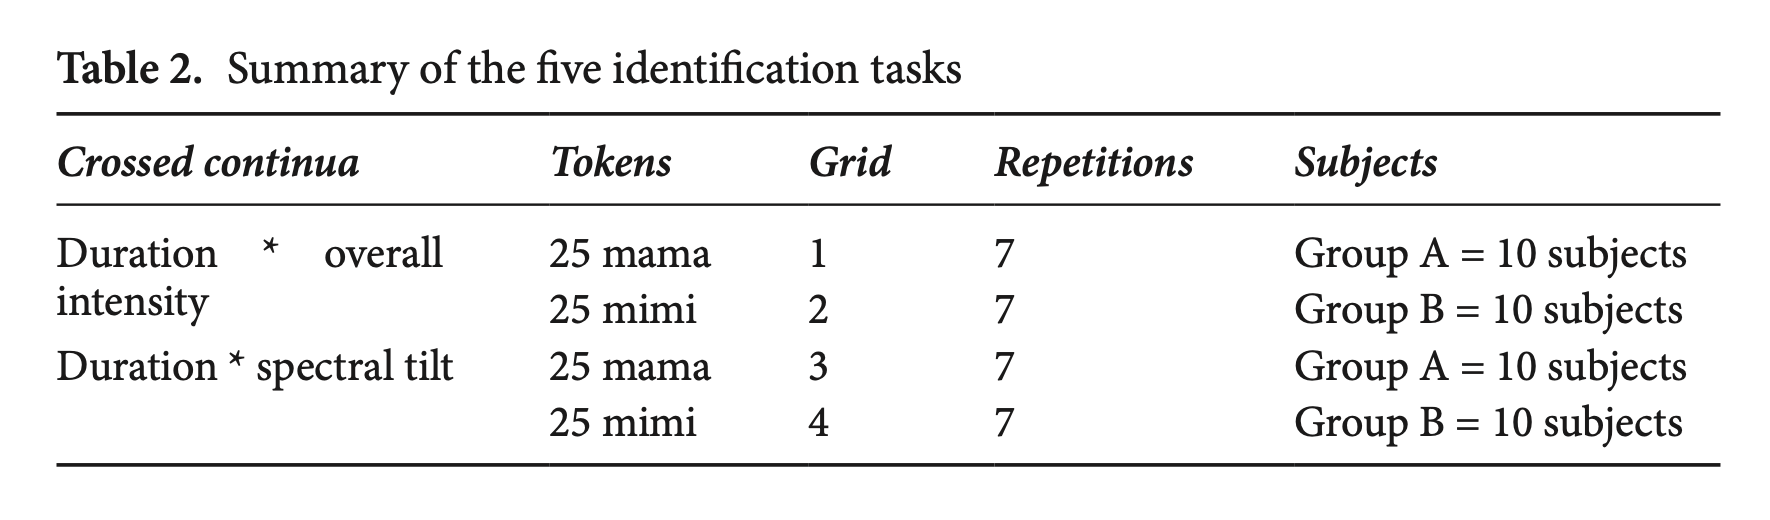 Table 2. Summary of the five identification tasks
Crossed continua Tokens Grid Repetitions Subjects
Duration * overall 25 mama 1 7 Group A = 10 subjects
intensity 25 mimi 2 7 Group B = 10 subjects
Duration * spectral tilt 25 mama 3 7 Group A = 10 subjects
25 mimi 4 7 Group B = 10 subjects